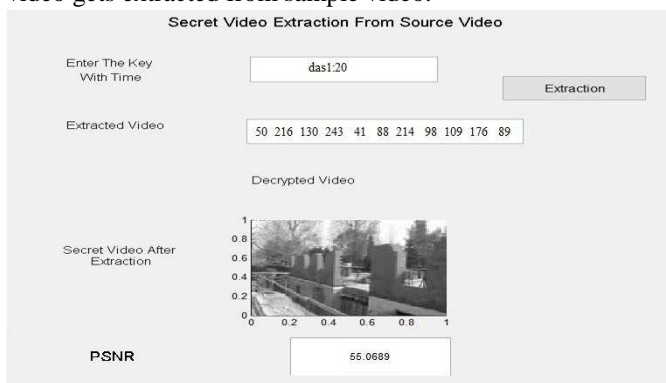 video gets extracted from sample video.
Secret Video Extraction From Source Video
Enter The Key
With Time
das1:20
Extraction
Extracted Video
50 216 130 243 41 88 214 98 109 176 89
Decrypted Video
Secret Video After
Extraction
1
0.8
0.6
0.4
0.2
0
0 0.2 0.4 0.6 0.8 1
PSNR
55.0689